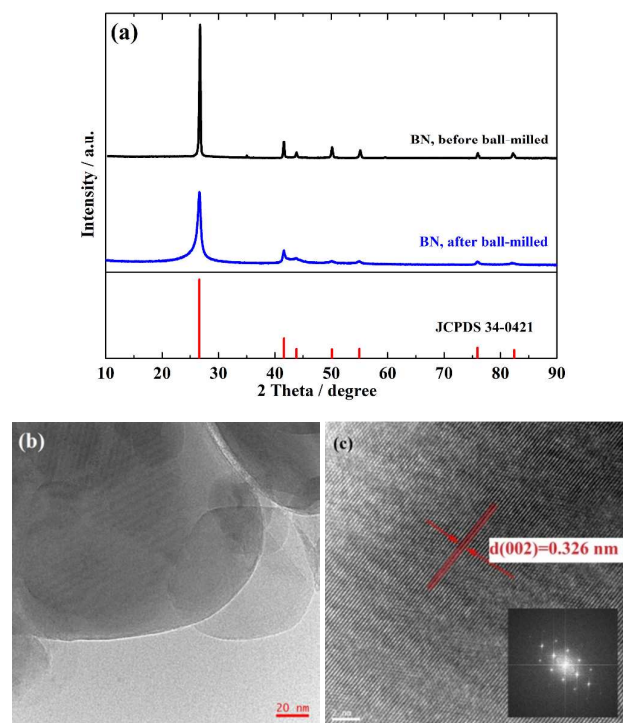 (a)
BN, before ball-milled
BN, after ball-milled
JCPDS 34-0421
Intensity / a.u.
10 20 30 40 50 60 70 80 90
2 Theta / degree
(b)
20 nm
(c)
d(002)=0.326 nm